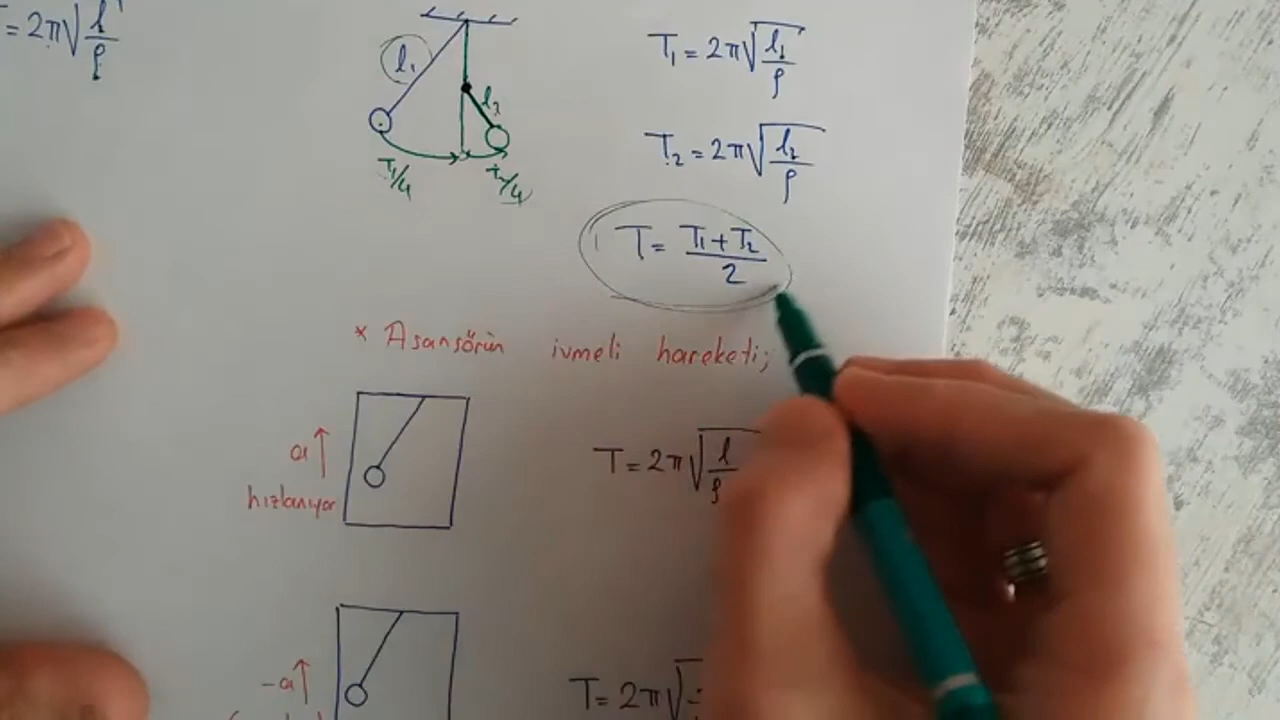 = 2π√l/g
l₁
l₂
T₁/4
T₂/4
T₁ = 2π√l₁/g
T₂ = 2π√l₂/g
T = T₁ + T₂ / 2
* Asansörün ivmeli hareketi;
a↑
hızlanıyor
T = 2π√l/g
-a↑
T = 2π√